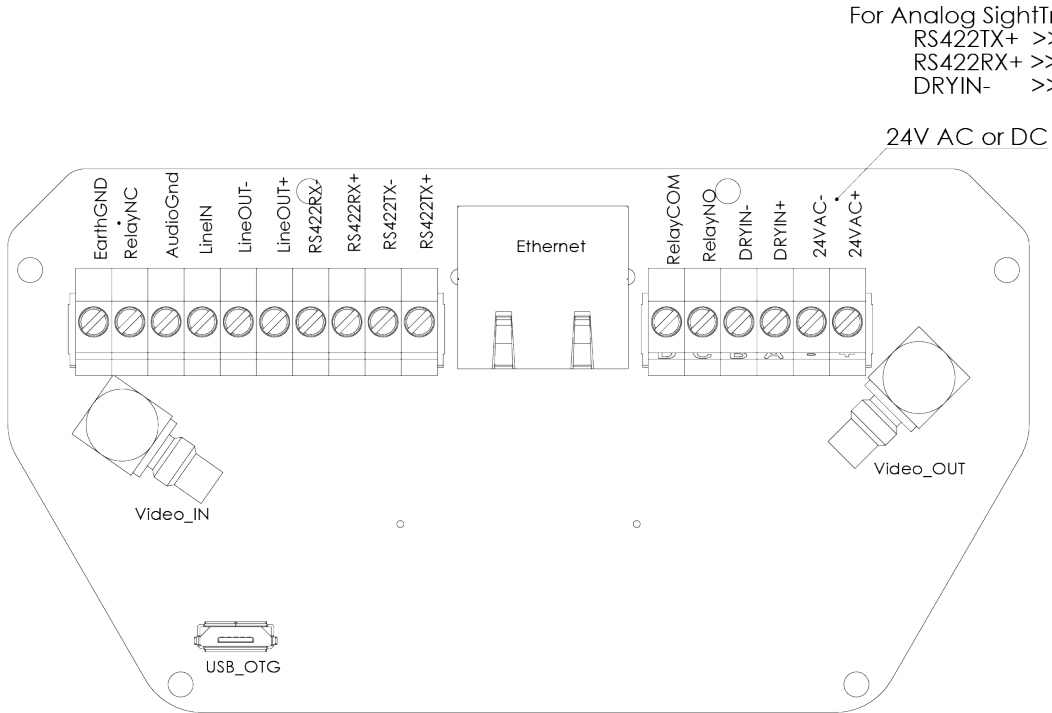 For Analog SightTr
RS422TX+ >>
RS422RX+ >>
DRYIN- >>
24V AC or DC
EarthGND
RelayNC
AudioGnd
LineIN
LineOUT-
LineOUT+
RS422RX-
RS422RX+
RS422TX-
RS422TX+
Ethernet
RelayCOM
RelayNO
DRYIN-
DRYIN+
24VAC-
24VAC+
D C B A - +
Video_IN
Video_OUT
USB_OTG